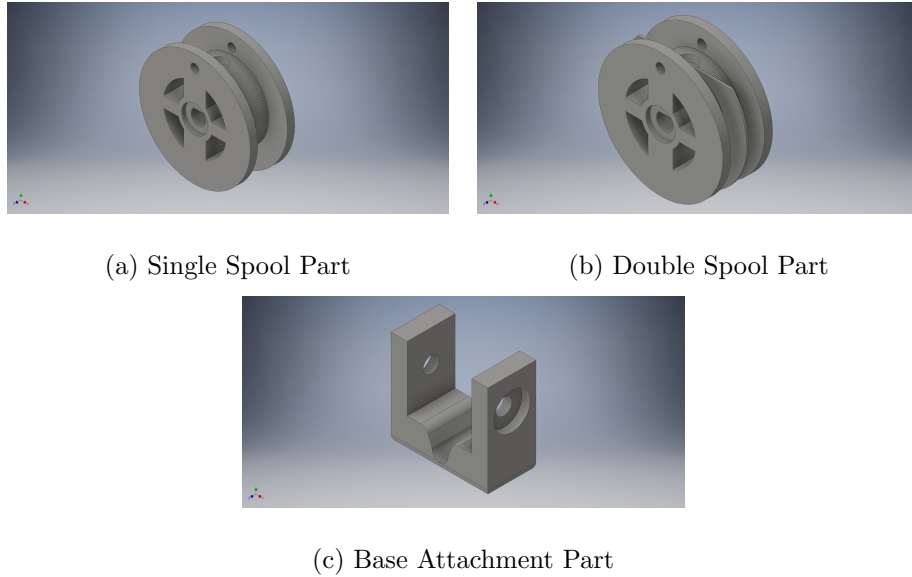 (a) Single Spool Part
(b) Double Spool Part
(c) Base Attachment Part